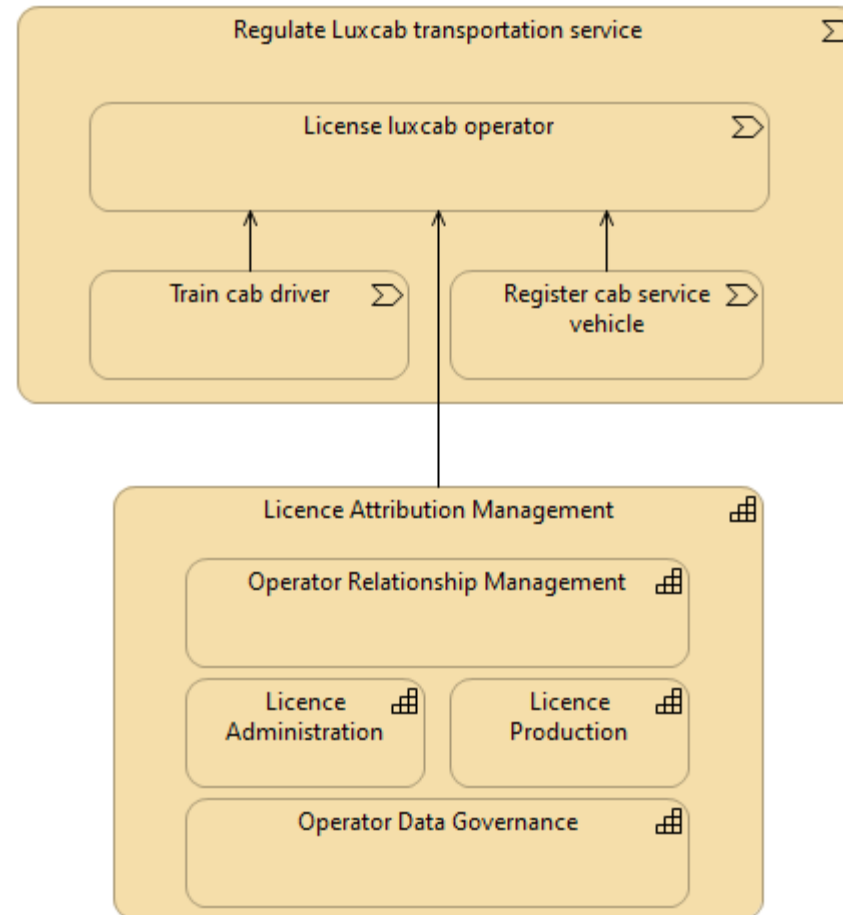 Regulate Luxcab transportation service
License luxcab operator
Train cab driver
Register cab service
vehicle
Licence Attribution Management
Operator Relationship Management
Licence
Administration
Licence
Production
Operator Data Governance